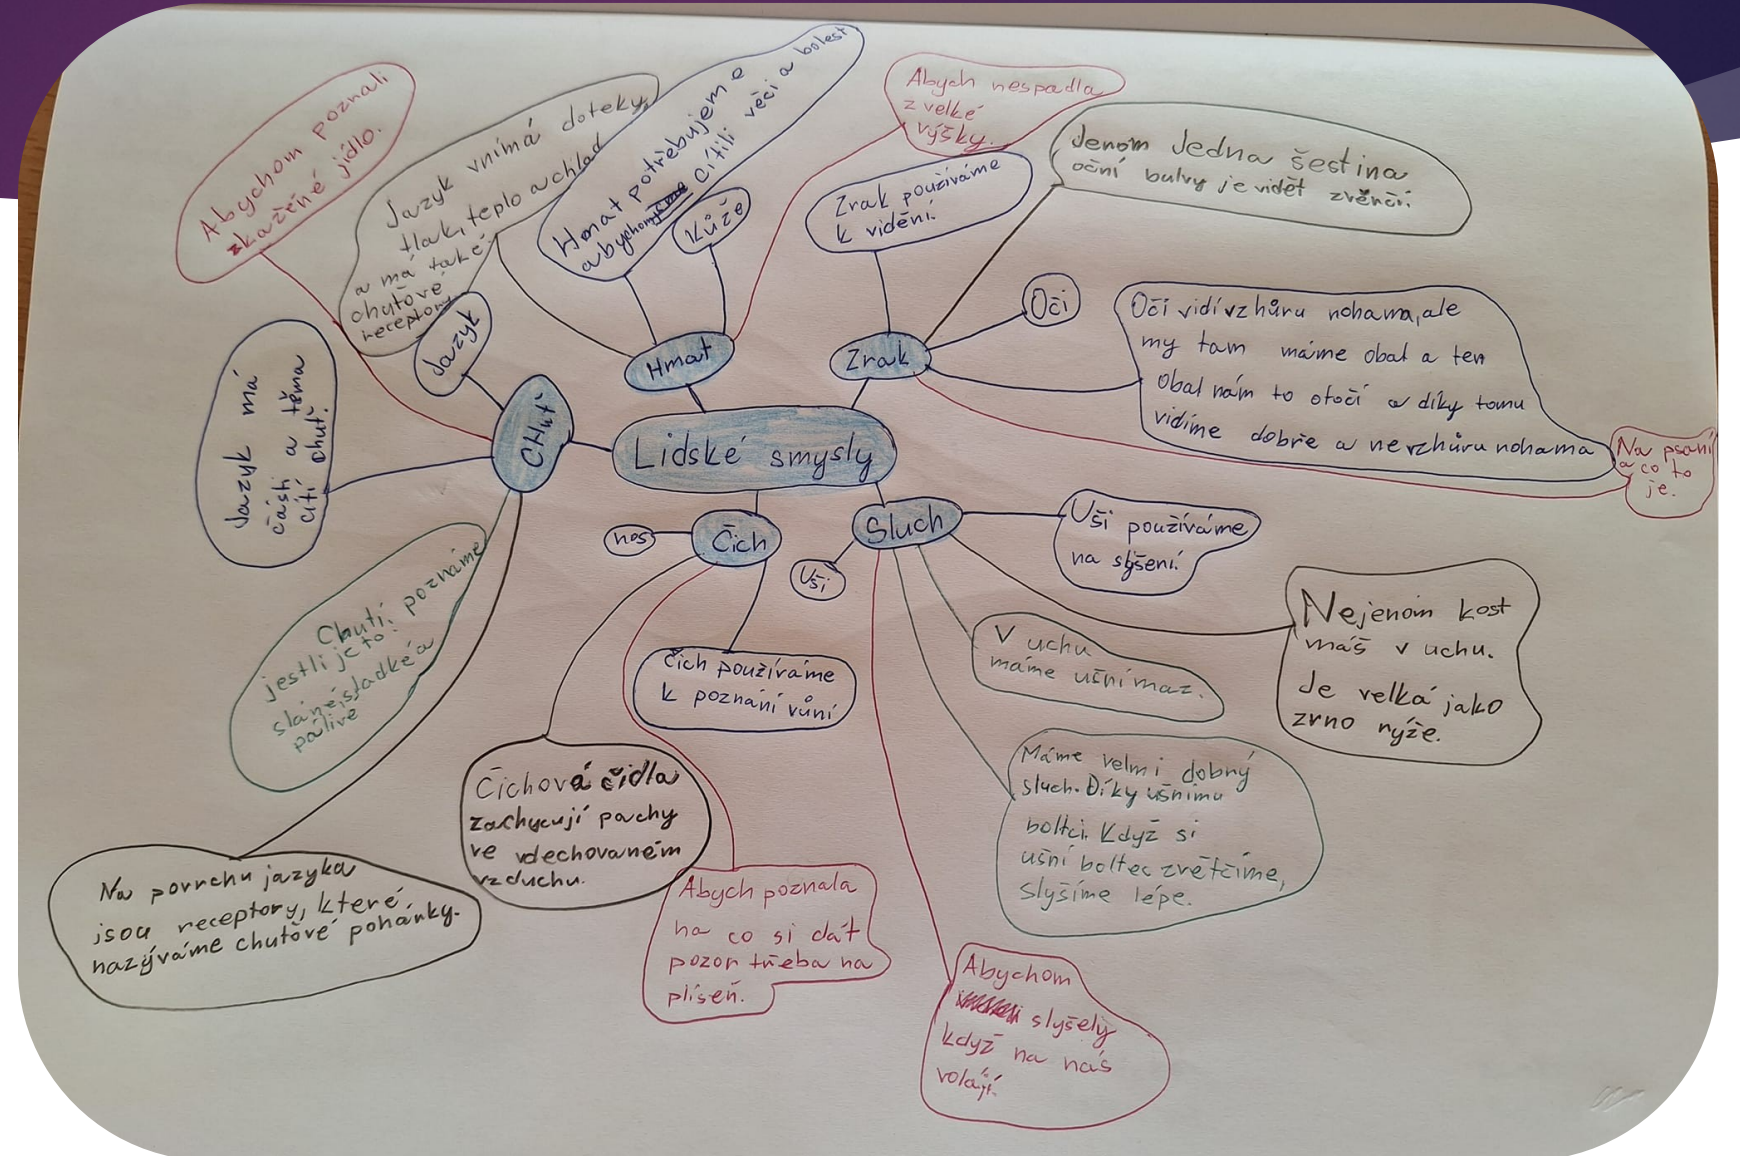 Lidské smysly
Hmat
Jazyk vnímá doteky,
tlak, teplo a chlad
a má také
chuťové
receptory.
Hmat potřebujeme
abychom cítili věci a bolest
Kůže
Abych nespadla
z velké
výšky.
Zrak
Zrak používáme
k vidění.
Jenom Jedna šestina
oční bulvy je vidět zvěnčí.
Oči
Oči vidí vzhůru nohama, ale
my tam máme obal a ten
obal nám to otočí a díky tomu
vidíme dobře a ne vzhůru nohama
Na psaní
a co to
je.
Sluch
Uši používáme
na slyšení.
Nejenom kost
máš v uchu.
Je velká jako
zrno rýže.
V uchu
máme ušní maz.
Máme velmi dobrý
sluch. Díky ušnímu
boltci. Když si
ušní boltec zvětčíme,
slyšíme lépe.
Abychom
slyšely
když na nás
volají.
Uši
Čich
nos
Čich používáme
k poznání vůní
Abych poznala
na co si dát
pozor třeba na
plíseň.
Čichová čidla
zachycují pachy
ve vdechovaném
vzduchu.
CHuť
Jazyk
Abychom poznali
zkažené jídlo.
Jazyk má
části a těma
cítí chuť.
Chutí poznáme
jestli je to:
slané, sladké a
pálivé
Na povrchu jazyka
jsou receptory, které
nazýváme chuťové pohánky.